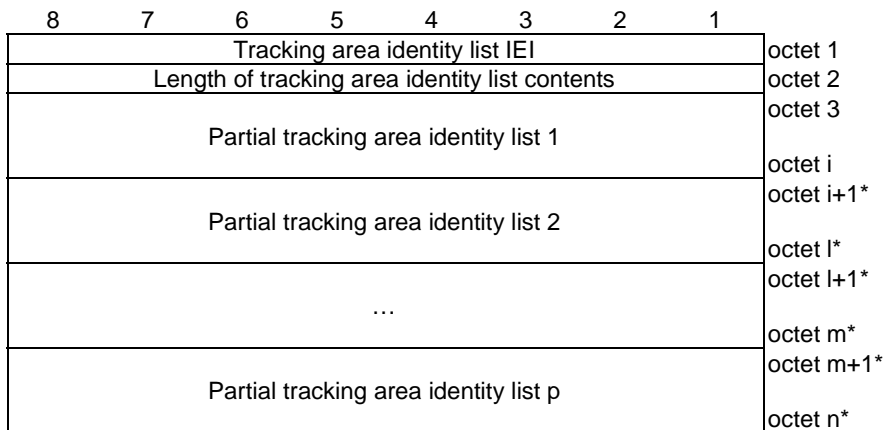 8 7 6 5 4 3 2 1
Tracking area identity list IEI octet 1
Length of tracking area identity list contents octet 2
octet 3
Partial tracking area identity list 1
octet i
octet i+1*
Partial tracking area identity list 2
octet l*
octet l+1*
…
octet m*
octet m+1*
Partial tracking area identity list p
octet n*